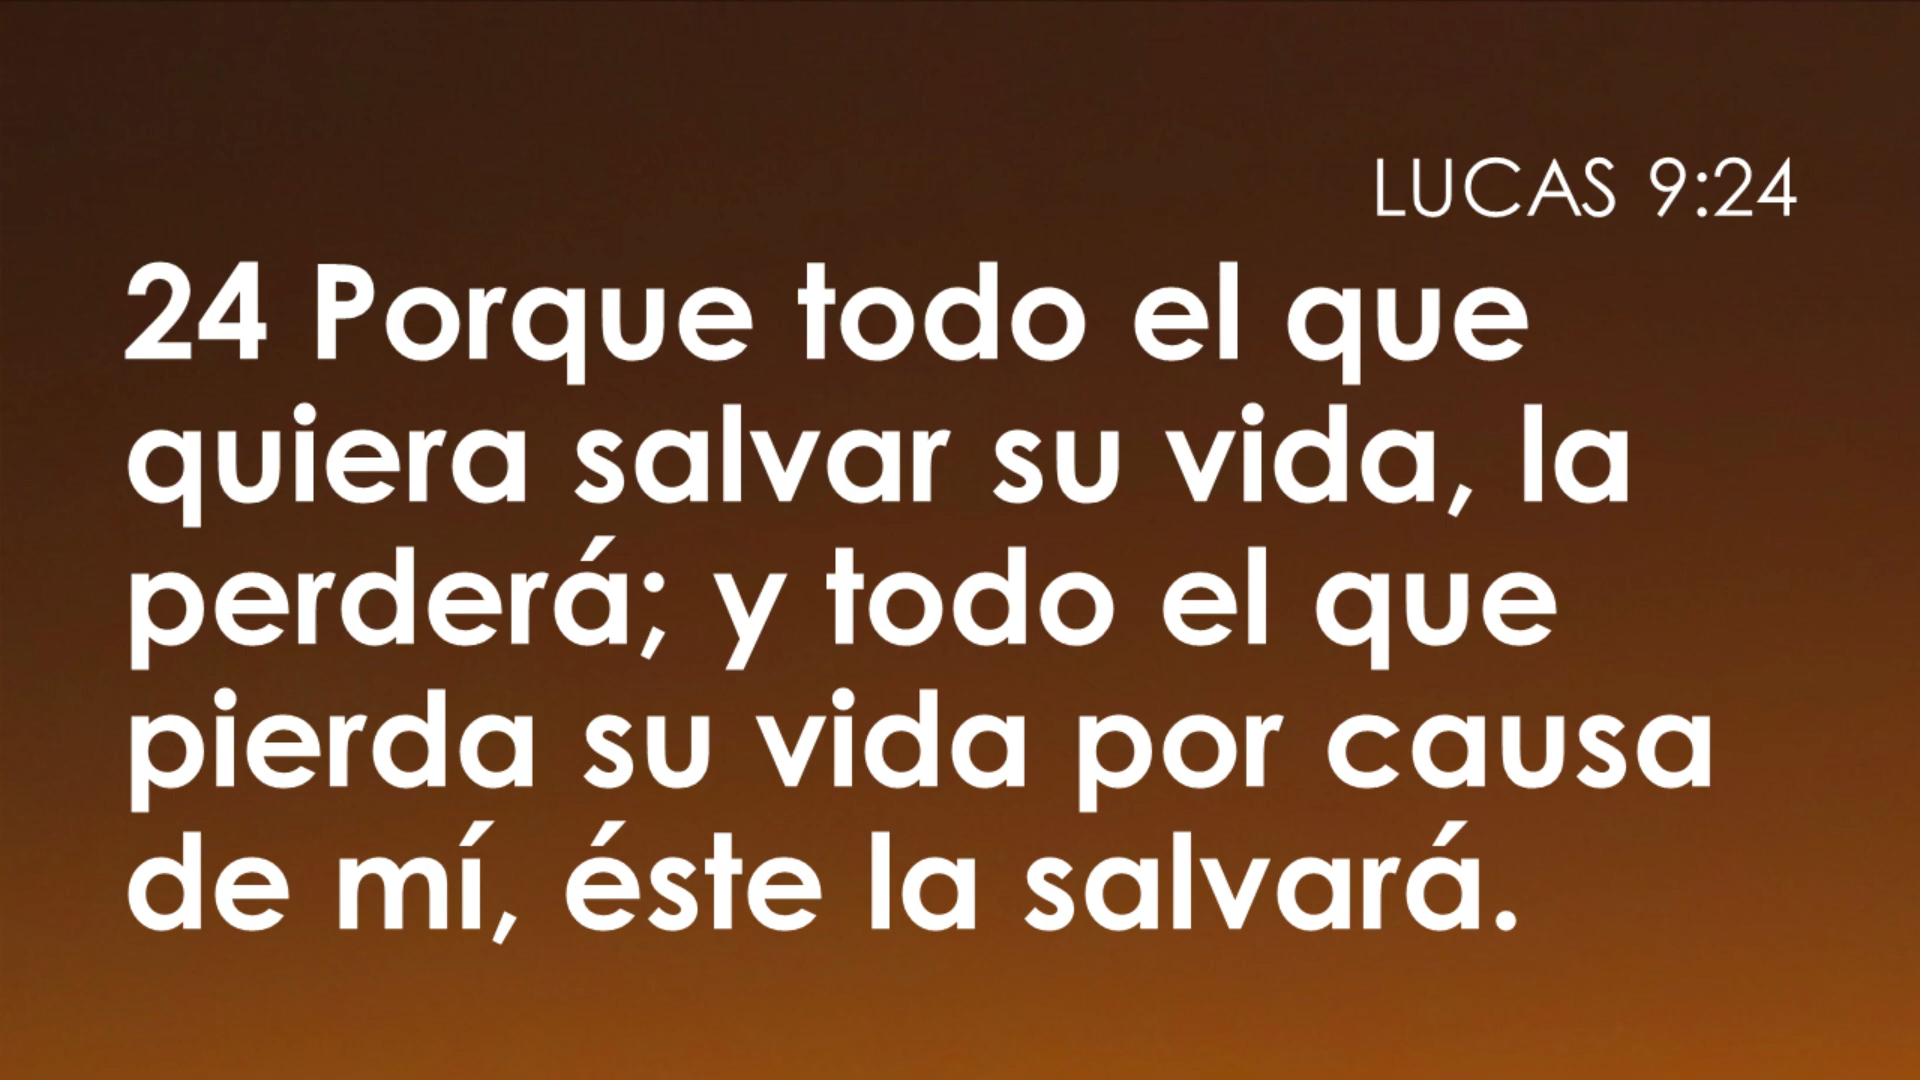 LUCAS 9:24
24 Porque todo el que
quiera salvar su vida, la
perderá; y todo el que
pierda su vida por causa
de mí, éste la salvará.